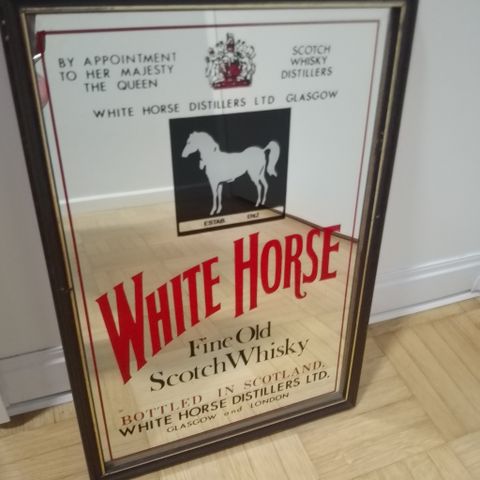 BY APPOINTMENT
TO HER MAJESTY
THE QUEEN
SCOTCH
WHISKY
DISTILLERS
WHITE HORSE DISTILLERS LTD GLASGOW
ESTAB. 1742
WHITE HORSE
Fine Old
Scotch Whisky
BOTTLED IN SCOTLAND.
WHITE HORSE DISTILLERS LTD.
GLASGOW and LONDON